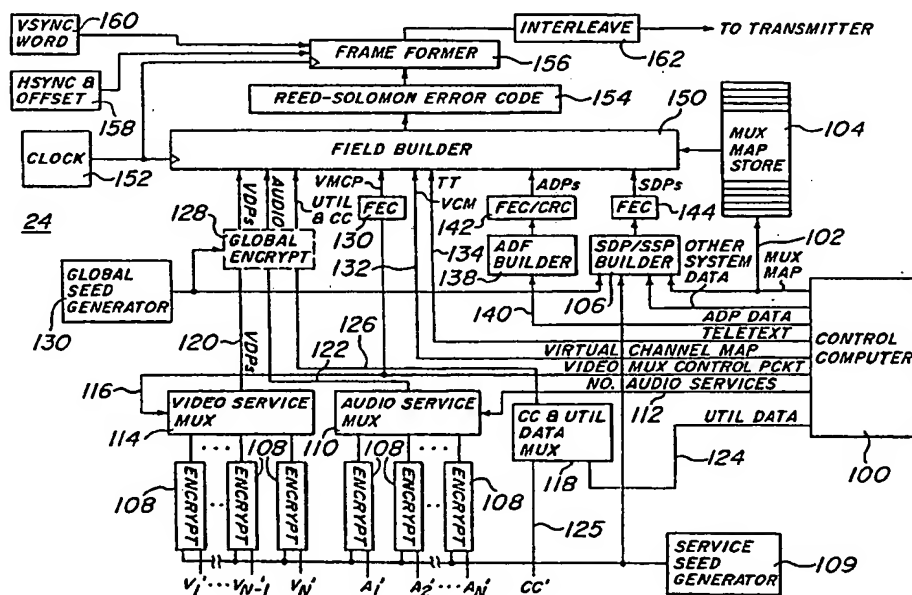 VSYNC WORD
160
INTERLEAVE
TO TRANSMITTER
162
FRAME FORMER
156
HSYNC & OFFSET
158
REED-SOLOMON ERROR CODE
154
150
MUX MAP STORE
104
FIELD BUILDER
CLOCK
152
24
VDPs
AUDIO
UTIL & CC
VMCP
TT
VCM
ADPs
SDPs
128
GLOBAL ENCRYPT
FEC
130
132
142
FEC/CRC
134
FEC
144
102
ADF BUILDER
138
SDP/SSP BUILDER
106
OTHER SYSTEM DATA
MUX MAP
GLOBAL SEED GENERATOR
130
140
ADP DATA
TELETEXT
VIRTUAL CHANNEL MAP
VIDEO MUX CONTROL PCKT
NO. AUDIO SERVICES
112
UTIL DATA
CONTROL COMPUTER
100
120
VDPs
126
122
116
VIDEO SERVICE MUX
114
AUDIO SERVICE MUX
110
CC & UTIL DATA MUX
118
124
125
108
ENCRYPT
...
ENCRYPT
108
ENCRYPT
108
ENCRYPT
108
ENCRYPT
...
ENCRYPT
108
SERVICE SEED GENERATOR
109
V1' ... VN-1' VN' A1' A2' ... AN' CC'